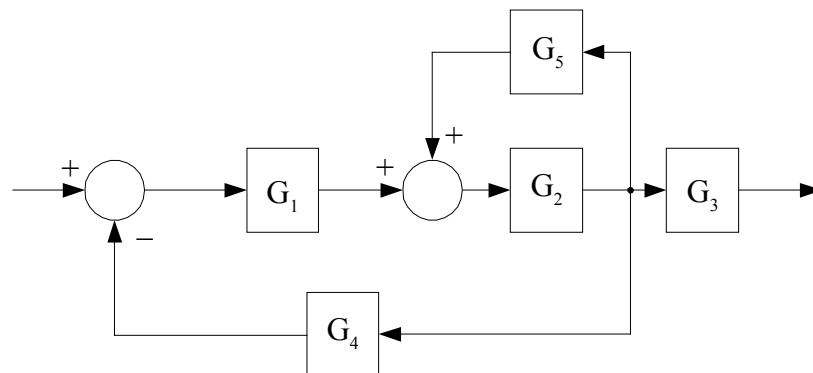 G₅
+
+
+
G₁
G₂
G₃
−
G₄